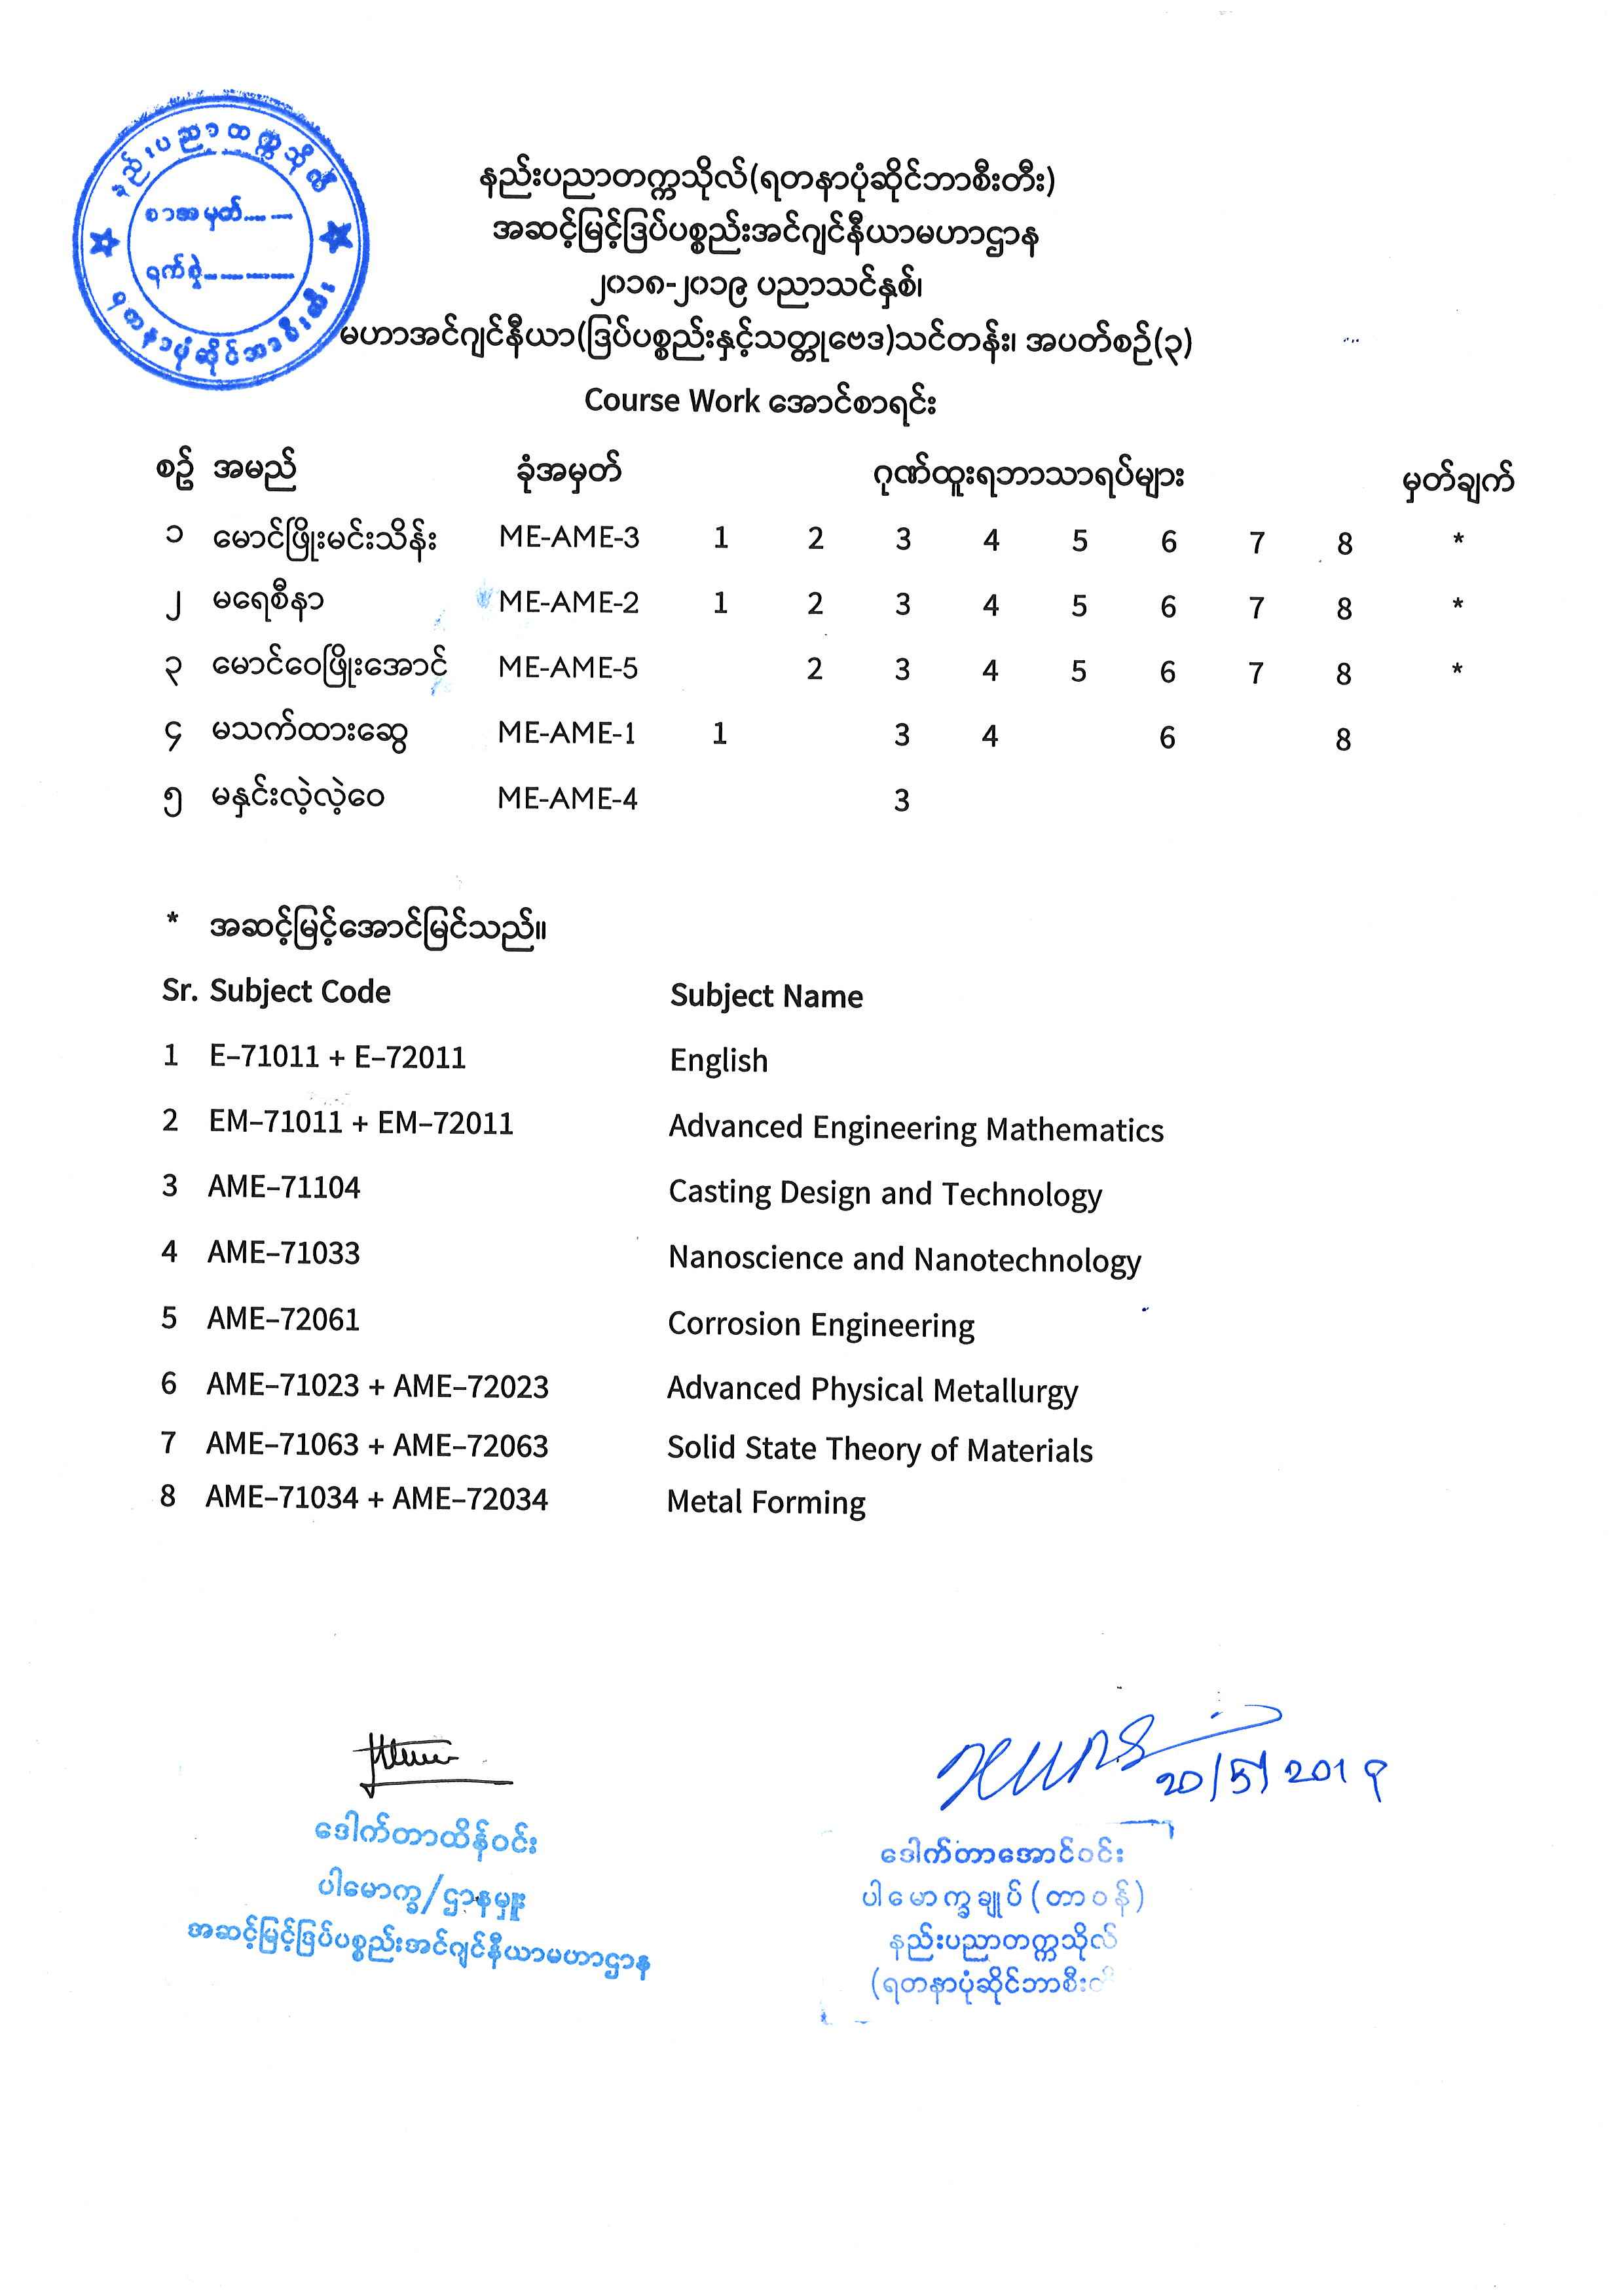 နည်းပညာတက္ကသိုလ်
စာအမှတ်
ရက်စွဲ
ရတနာပုံဆိုင်ဘာစီးတီး
နည်းပညာတက္ကသိုလ်(ရတနာပုံဆိုင်ဘာစီးတီး)
အဆင့်မြင့်ဒြပ်ပစ္စည်းအင်ဂျင်နီယာမဟာဌာန
၂၀၁၈-၂၀၁၉ ပညာသင်နှစ်၊
မဟာအင်ဂျင်နီယာ(ဒြပ်ပစ္စည်းနှင့်သတ္တုဗေဒ)သင်တန်း၊ အပတ်စဉ်(၃)
Course Work အောင်စာရင်း
စဥ် အမည် ခုံအမှတ် ဂုဏ်ထူးရဘာသာရပ်များ မှတ်ချက်
၁ မောင်ဖြိုးမင်းသိန်း ME-AME-3 1 2 3 4 5 6 7 8 *
၂ မရေစီနာ ME-AME-2 1 2 3 4 5 6 7 8 *
၃ မောင်ဝေဖြိုးအောင် ME-AME-5 2 3 4 5 6 7 8 *
၄ မသက်ထားဆွေ ME-AME-1 1 3 4 6 8
၅ မနှင်းလဲ့လဲ့ဝေ ME-AME-4 3
* အဆင့်မြင့်အောင်မြင်သည်။
Sr. Subject Code Subject Name
1 E–71011 + E–72011 English
2 EM–71011 + EM–72011 Advanced Engineering Mathematics
3 AME–71104 Casting Design and Technology
4 AME–71033 Nanoscience and Nanotechnology
5 AME–72061 Corrosion Engineering
6 AME–71023 + AME–72023 Advanced Physical Metallurgy
7 AME–71063 + AME–72063 Solid State Theory of Materials
8 AME–71034 + AME–72034 Metal Forming
20/5/2019
ဒေါက်တာထိန်ဝင်း
ပါမောက္ခ/ဌာနမှူး
အဆင့်မြင့်ဒြပ်ပစ္စည်းအင်ဂျင်နီယာမဟာဌာန
ဒေါက်တာအောင်ဝင်း
ပါမောက္ခချုပ်(တာဝန်)
နည်းပညာတက္ကသိုလ်
(ရတနာပုံဆိုင်ဘာစီးတီ